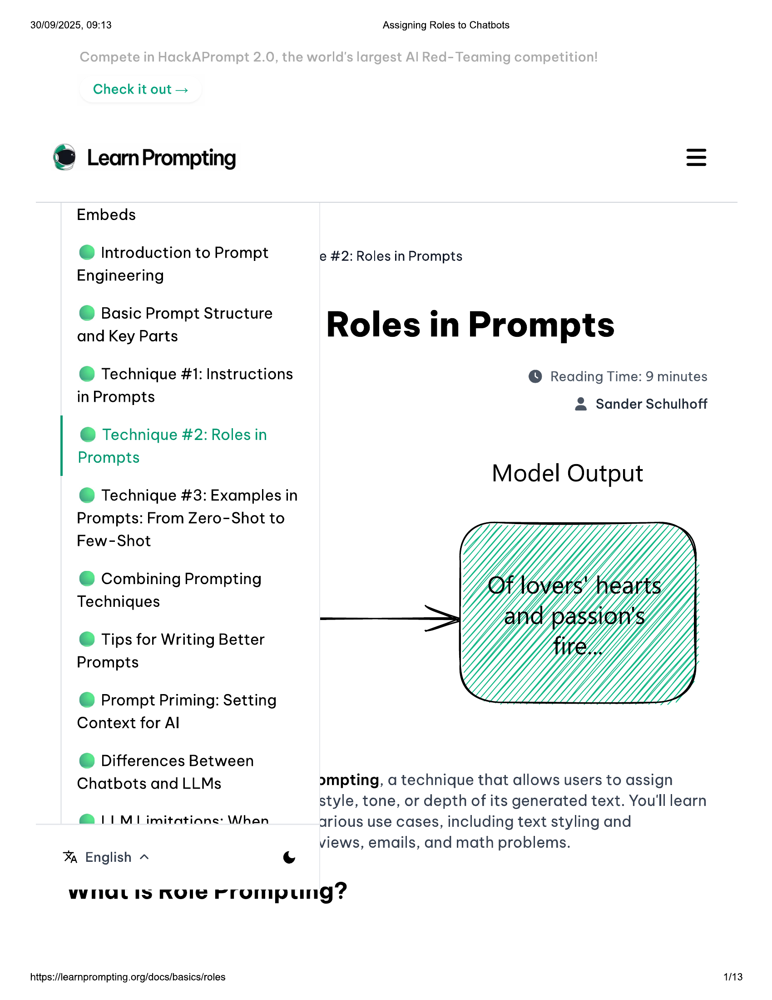 30/09/2025, 09:13
Assigning Roles to Chatbots
Compete in HackAPrompt 2.0, the world's largest AI Red-Teaming competition!
Check it out →
Learn Prompting
Embeds
Introduction to Prompt
Engineering
Basic Prompt Structure
and Key Parts
Technique #1: Instructions
in Prompts
Technique #2: Roles in
Prompts
Technique #3: Examples in
Prompts: From Zero-Shot to
Few-Shot
Combining Prompting
Techniques
Tips for Writing Better
Prompts
Prompt Priming: Setting
Context for AI
Differences Between
Chatbots and LLMs
LLM Limitations: When
English
e #2: Roles in Prompts
Roles in Prompts
Reading Time: 9 minutes
Sander Schulhoff
Model Output
Of lovers' hearts
and passion's
fire...
ompting, a technique that allows users to assign
style, tone, or depth of its generated text. You'll learn
arious use cases, including text styling and
views, emails, and math problems.
What is Role Prompting?
https://learnprompting.org/docs/basics/roles
1/13